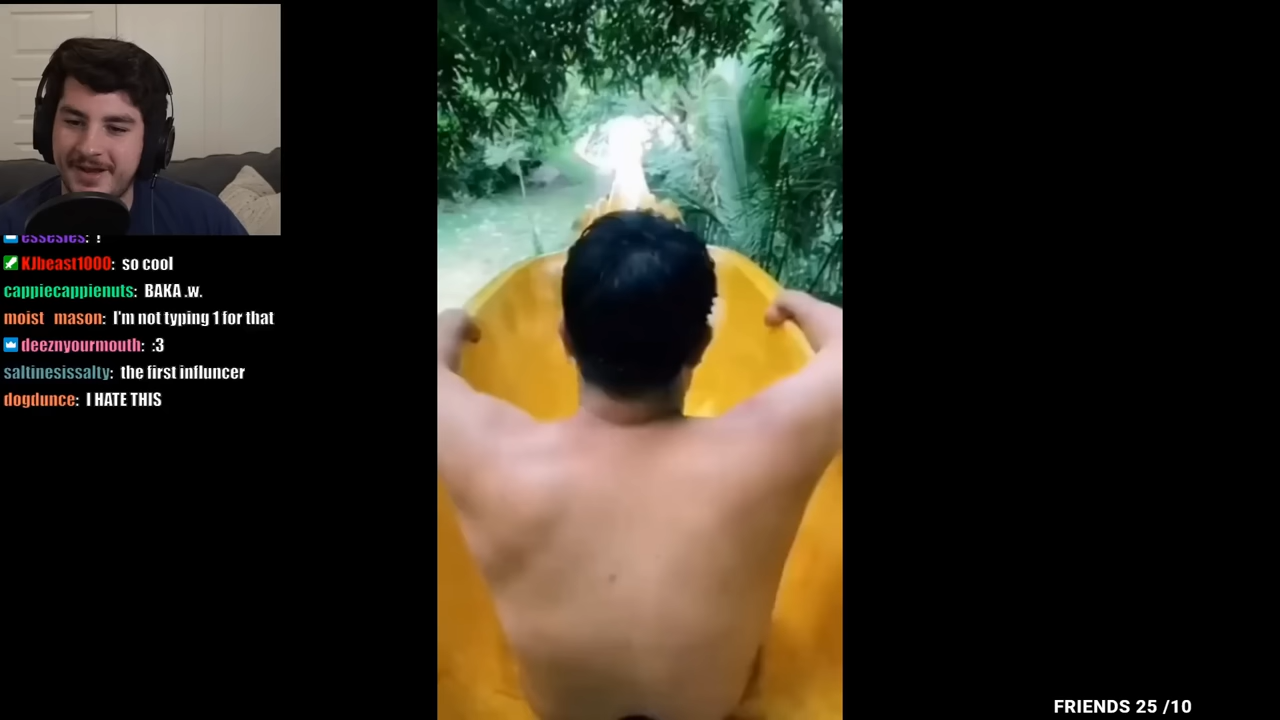 essesies: !
KJbeast1000: so cool
cappiecappienuts: BAKA .w.
moist_mason: I'm not typing 1 for that
deeznyourmouth: :3
saltinesissalty: the first influncer
dogdunce: I HATE THIS
FRIENDS 25 /10